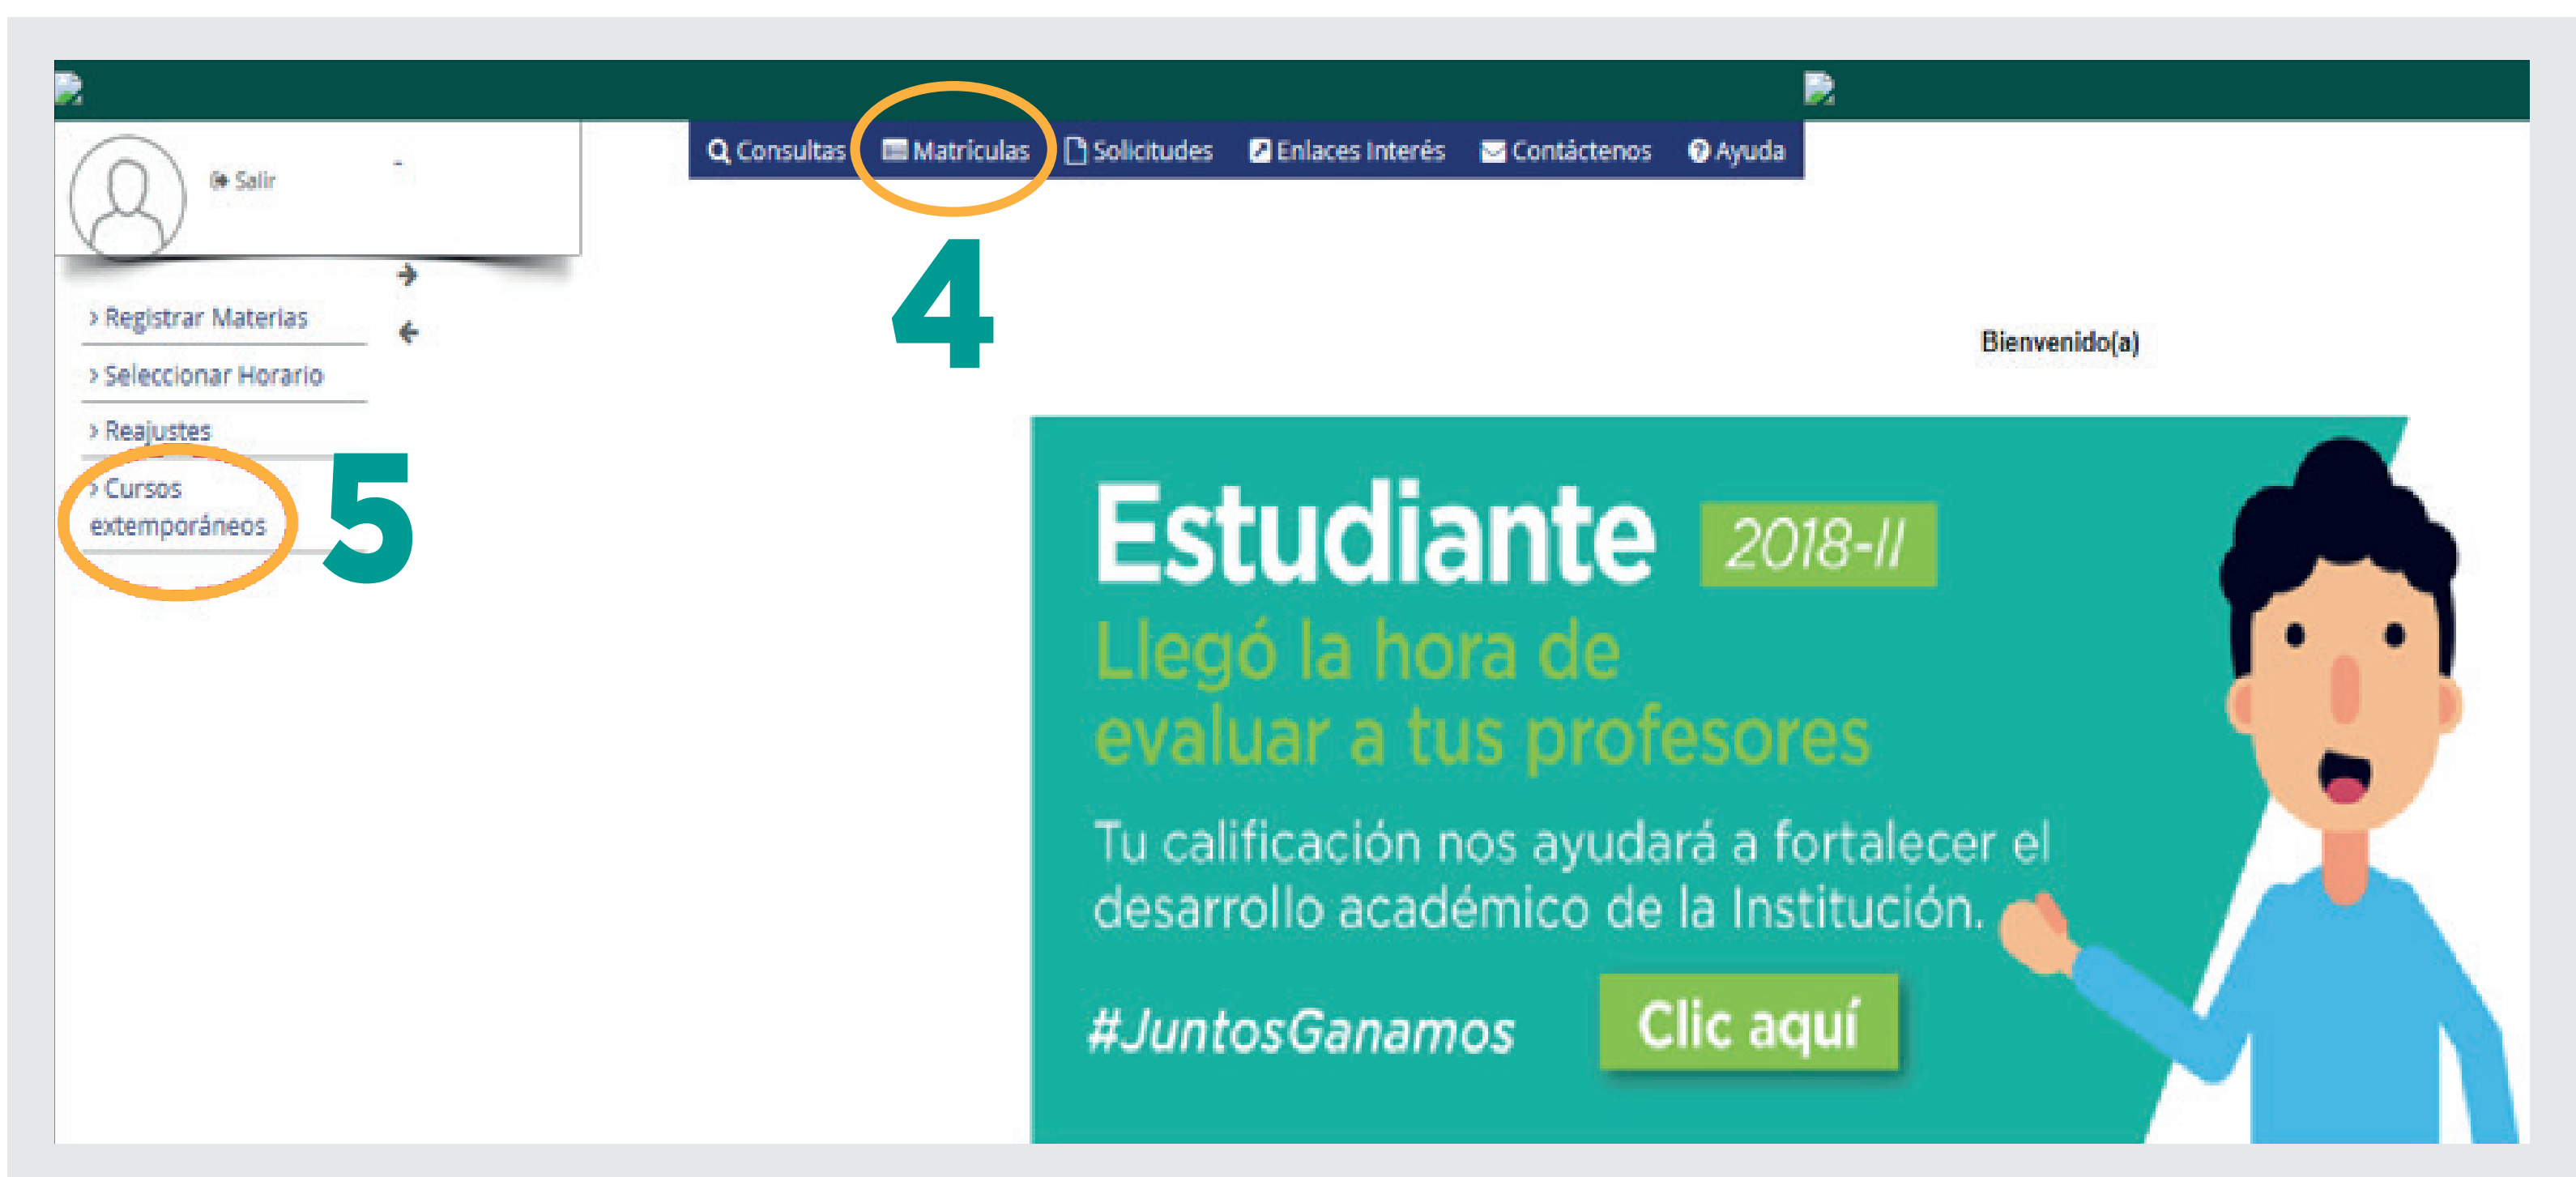 Consultas Matrículas Solicitudes Enlaces Interés Contáctenos Ayuda
Salir -
4
> Registrar Materias
> Seleccionar Horario
> Reajustes
> Cursos
extemporáneos
5
Bienvenido(a)
Estudiante 2018-II
Llegó la hora de
evaluar a tus profesores
Tu calificación nos ayudará a fortalecer el
desarrollo académico de la Institución.
#JuntosGanamos Clic aquí